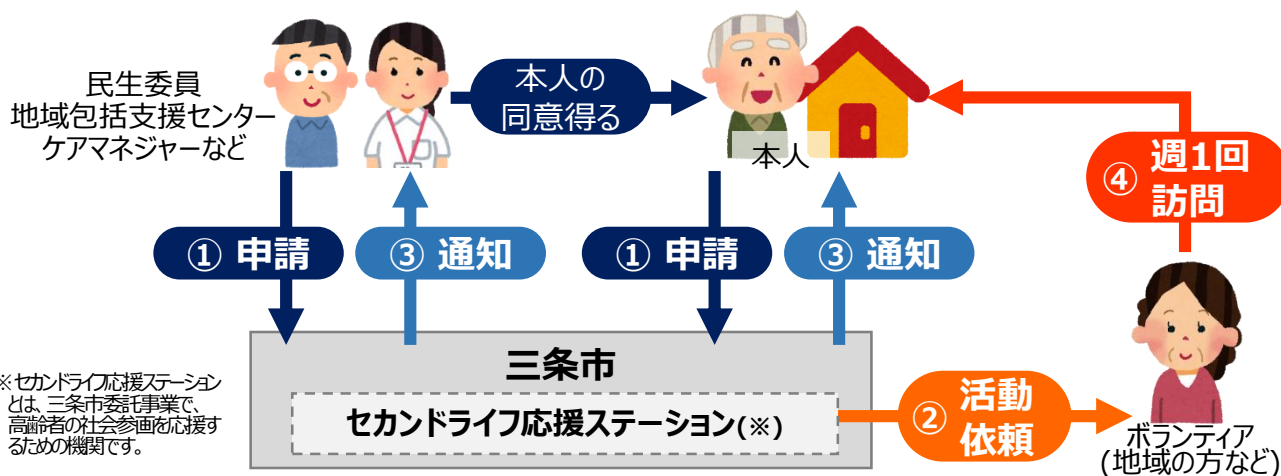 民生委員
地域包括支援センター
ケアマネジャーなど
本人の
同意得る
本人
④ 週1回
訪問
① 申請
③ 通知
① 申請
③ 通知
三条市
セカンドライフ応援ステーション(※)
② 活動
依頼
ボランティア
(地域の方など)
※セカンドライフ応援ステーション
とは、三条市委託事業で、
高齢者の社会参画を応援す
るための機関です。